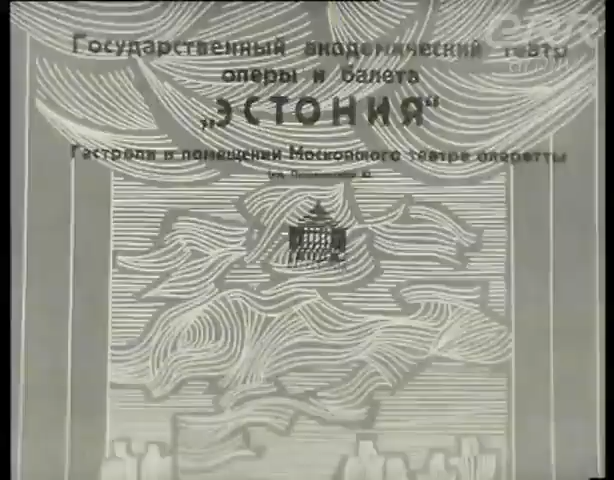 Государственный академический театр
оперы и балета
„ЭСТОНИЯ“
Гастроли в помещении Московского театра оперетты